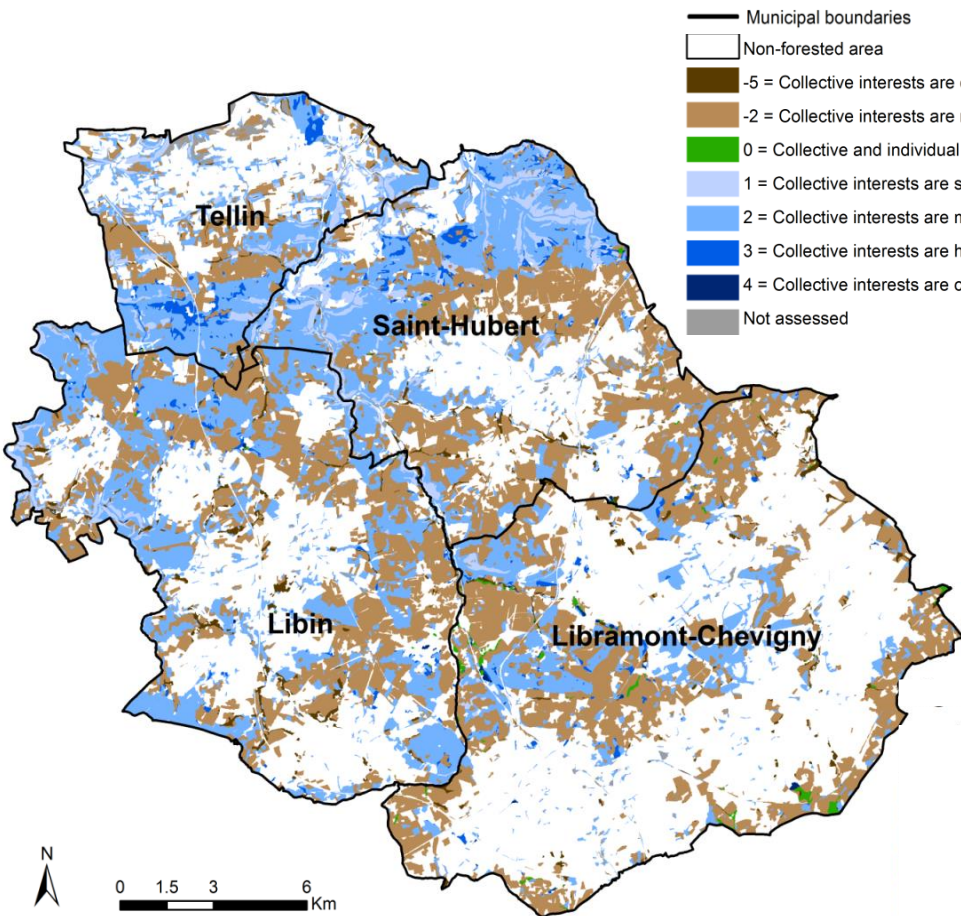 Municipal boundaries
Non-forested area
-5 = Collective interests are
-2 = Collective interests are
0 = Collective and individual
1 = Collective interests are s
2 = Collective interests are
3 = Collective interests are h
4 = Collective interests are
Not assessed
Tellin
Saint-Hubert
Libin
Libramont-Chevigny
N
0 1.5 3 6
Km